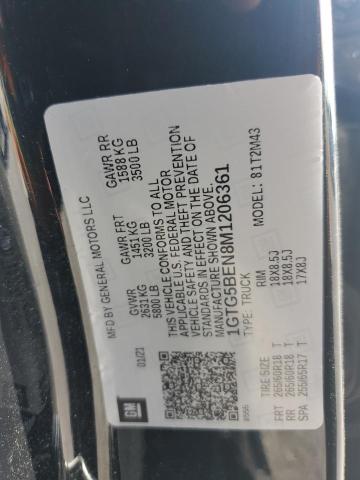 MFD BY GENERAL MOTORS LLC
01/21
GVWR
2631 KG
5800 LB
GAWR FRT
1451 KG
3200 LB
GAWR RR
1588 KG
3500 LB
THIS VEHICLE CONFORMS TO ALL
APPLICABLE U.S. FEDERAL MOTOR
VEHICLE SAFETY AND THEFT PREVENTION
STANDARDS IN EFFECT ON THE DATE OF
MANUFACTURE SHOWN ABOVE.
1GTG5BEN8M1206361
TYPE: TRUCK
MODEL: 81T2M43
GM
TIRE SIZE RIM
FRT 265/60R18 T 18X8.5J
RR 265/60R18 T 18X8.5J
SPA 255/65R17 T 17X8J